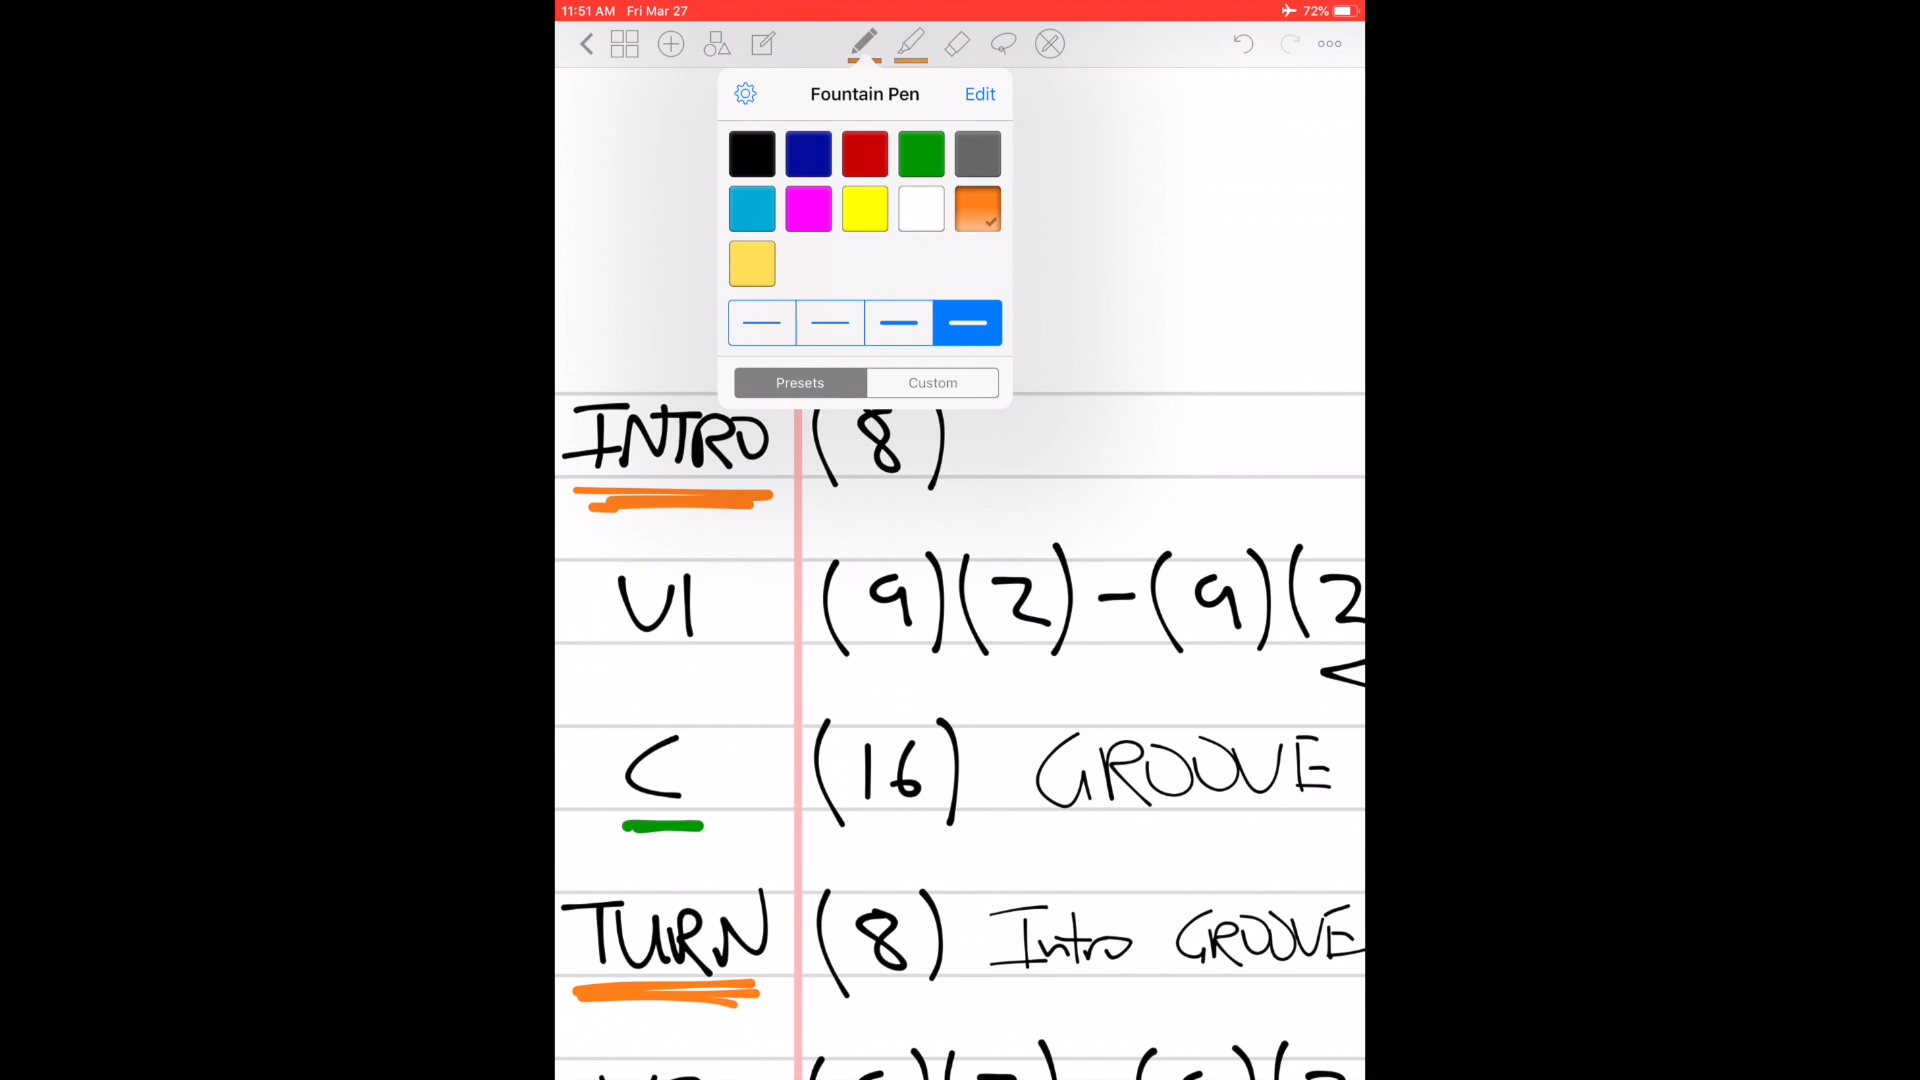 11:51 AM Fri Mar 27 72%
Fountain Pen Edit
Presets Custom
INTRO (8)
V1 (9)(2)-(9)(2
<
C (16) GROOVE
TURN (8) Intro GROOVE